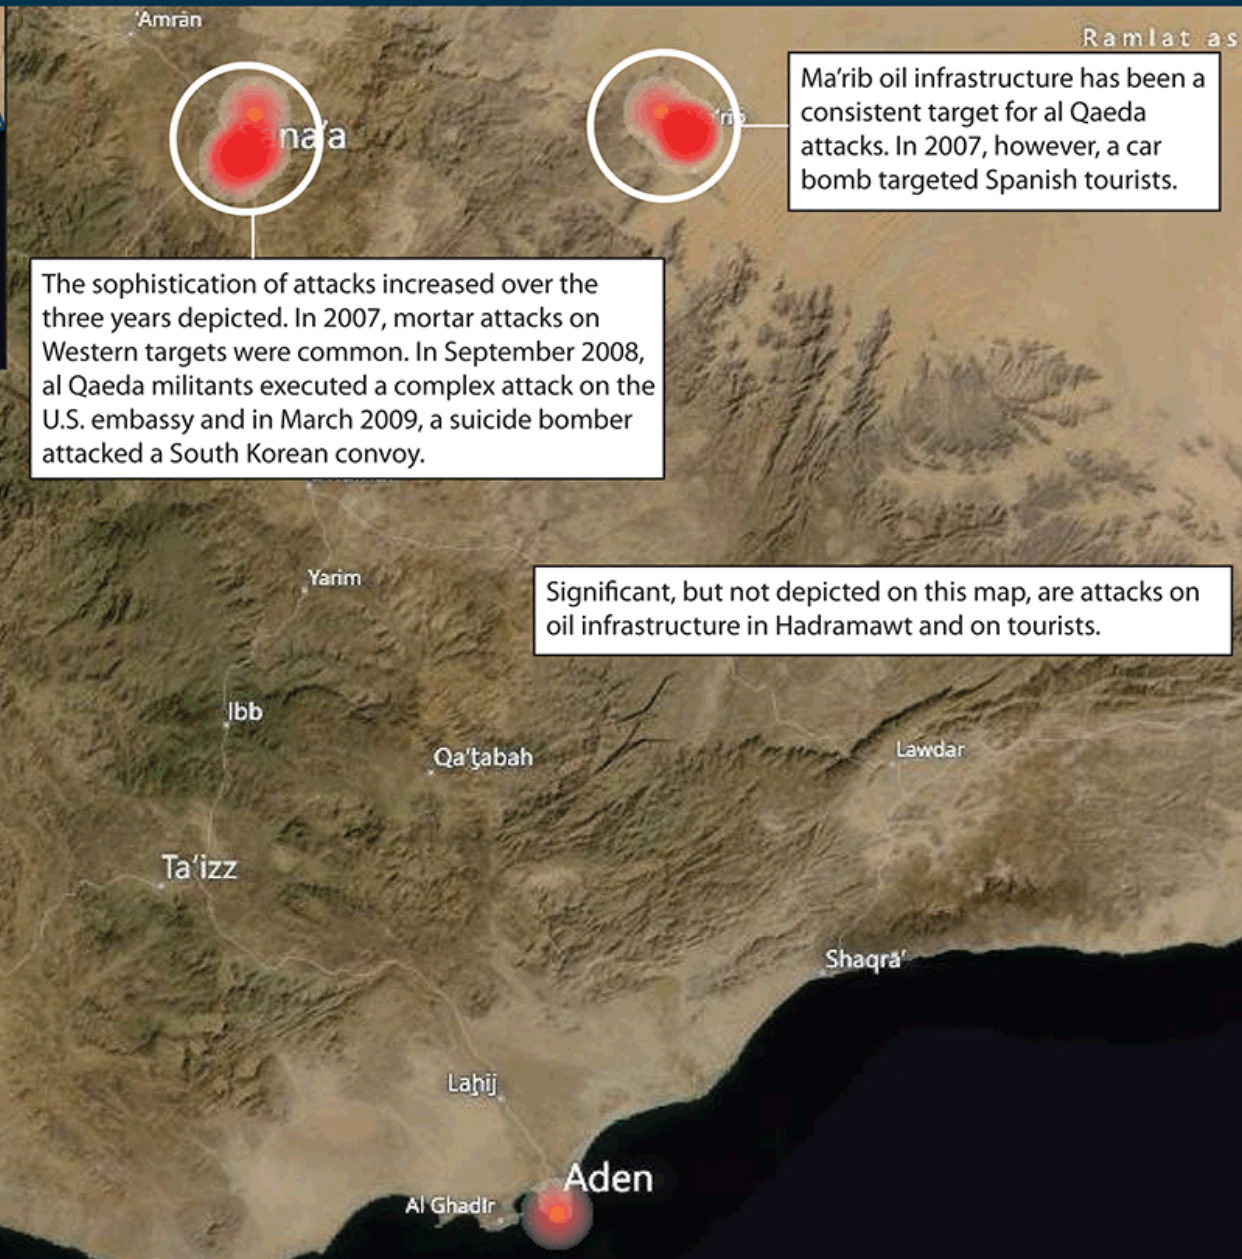 'Amrān
Ramlat as
Ma'rib oil infrastructure has been a
consistent target for al Qaeda
attacks. In 2007, however, a car
bomb targeted Spanish tourists.
na'a
The sophistication of attacks increased over the
three years depicted. In 2007, mortar attacks on
Western targets were common. In September 2008,
al Qaeda militants executed a complex attack on the
U.S. embassy and in March 2009, a suicide bomber
attacked a South Korean convoy.
Yarim
Significant, but not depicted on this map, are attacks on
oil infrastructure in Hadramawt and on tourists.
Ibb
Qa'ţabah
Lawdar
Ta'izz
Shaqrā'
Laḩij
Aden
Al Ghadīr